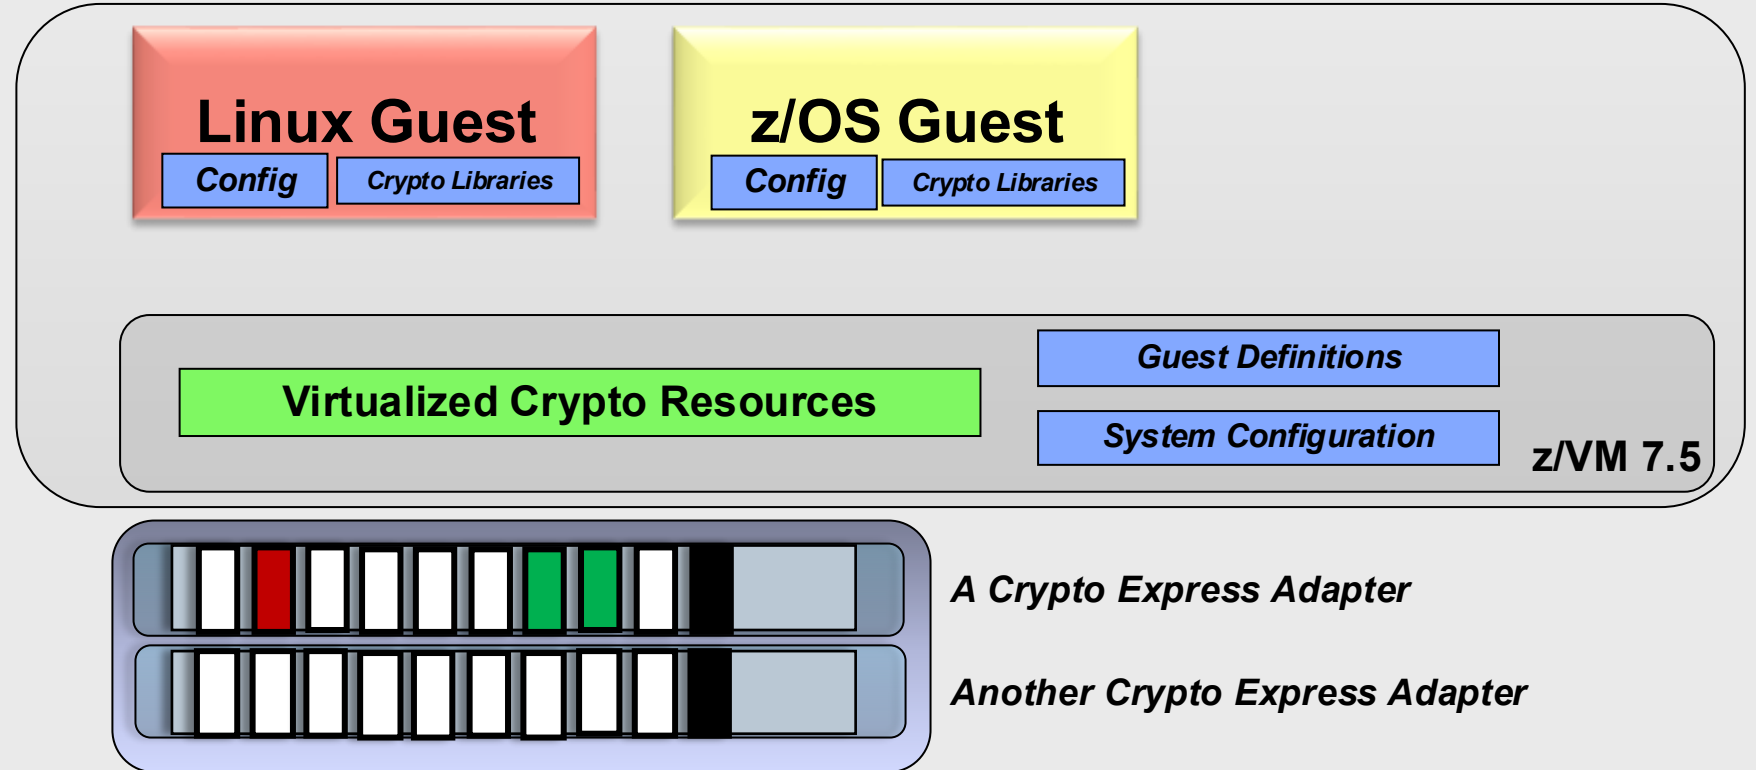 Linux Guest
Config
Crypto Libraries
z/OS Guest
Config
Crypto Libraries
Virtualized Crypto Resources
Guest Definitions
System Configuration
z/VM 7.5
A Crypto Express Adapter
Another Crypto Express Adapter